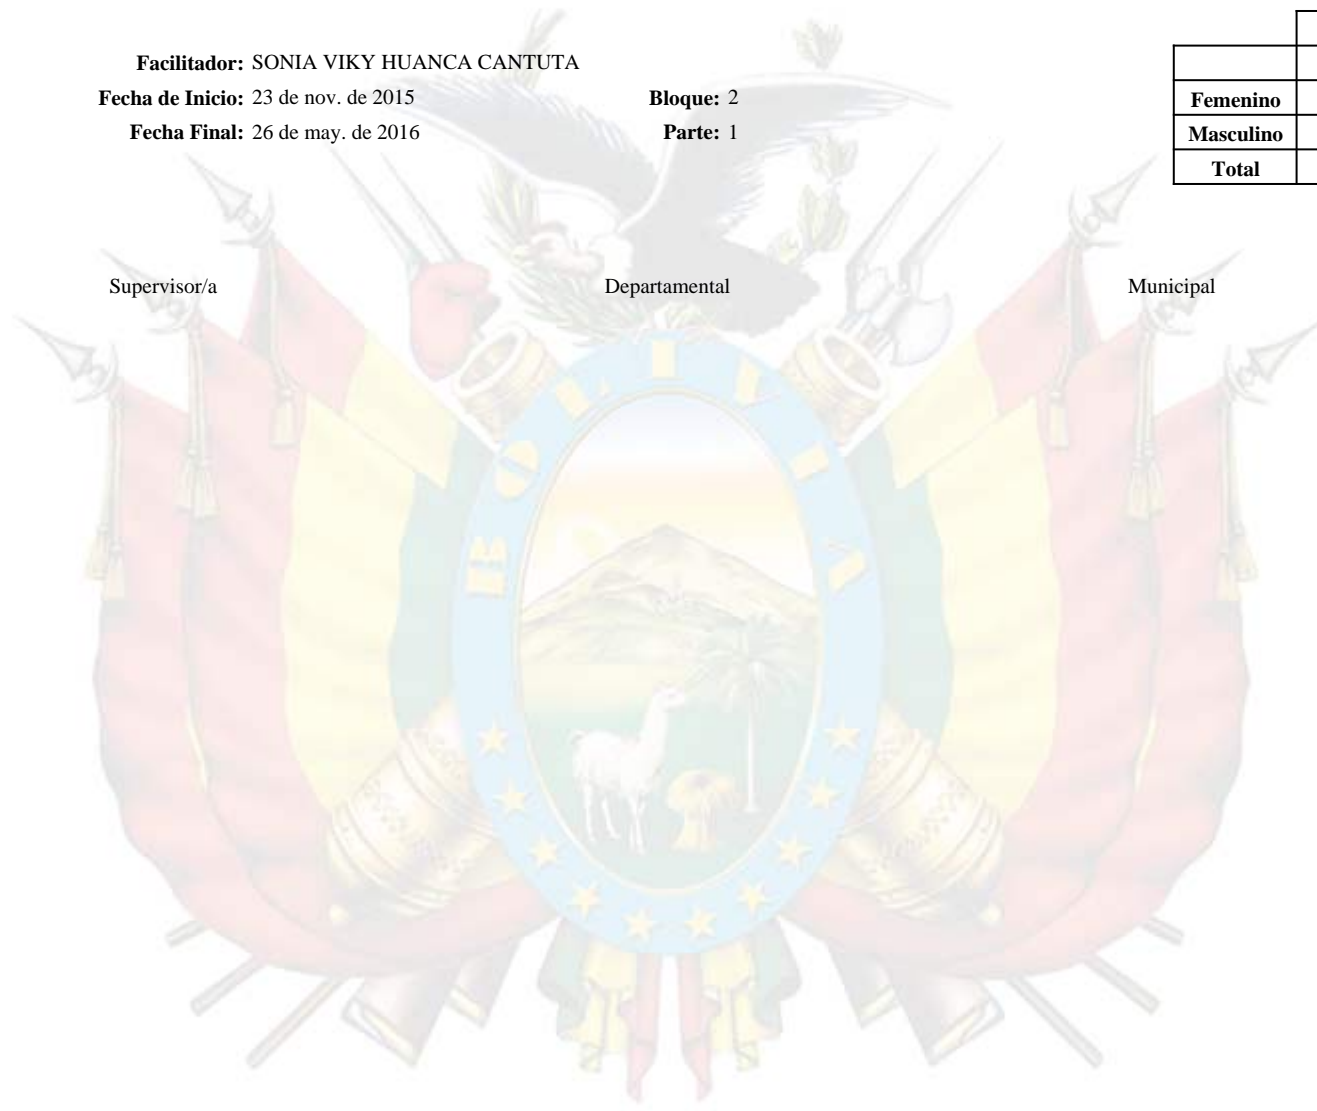 Facilitador: SONIA VIKY HUANCA CANTUTA
Fecha de Inicio: 23 de nov. de 2015 Bloque: 2
Fecha Final: 26 de may. de 2016 Parte: 1
Femenino
Masculino
Total
Supervisor/a Departamental Municipal
BOLIVIA